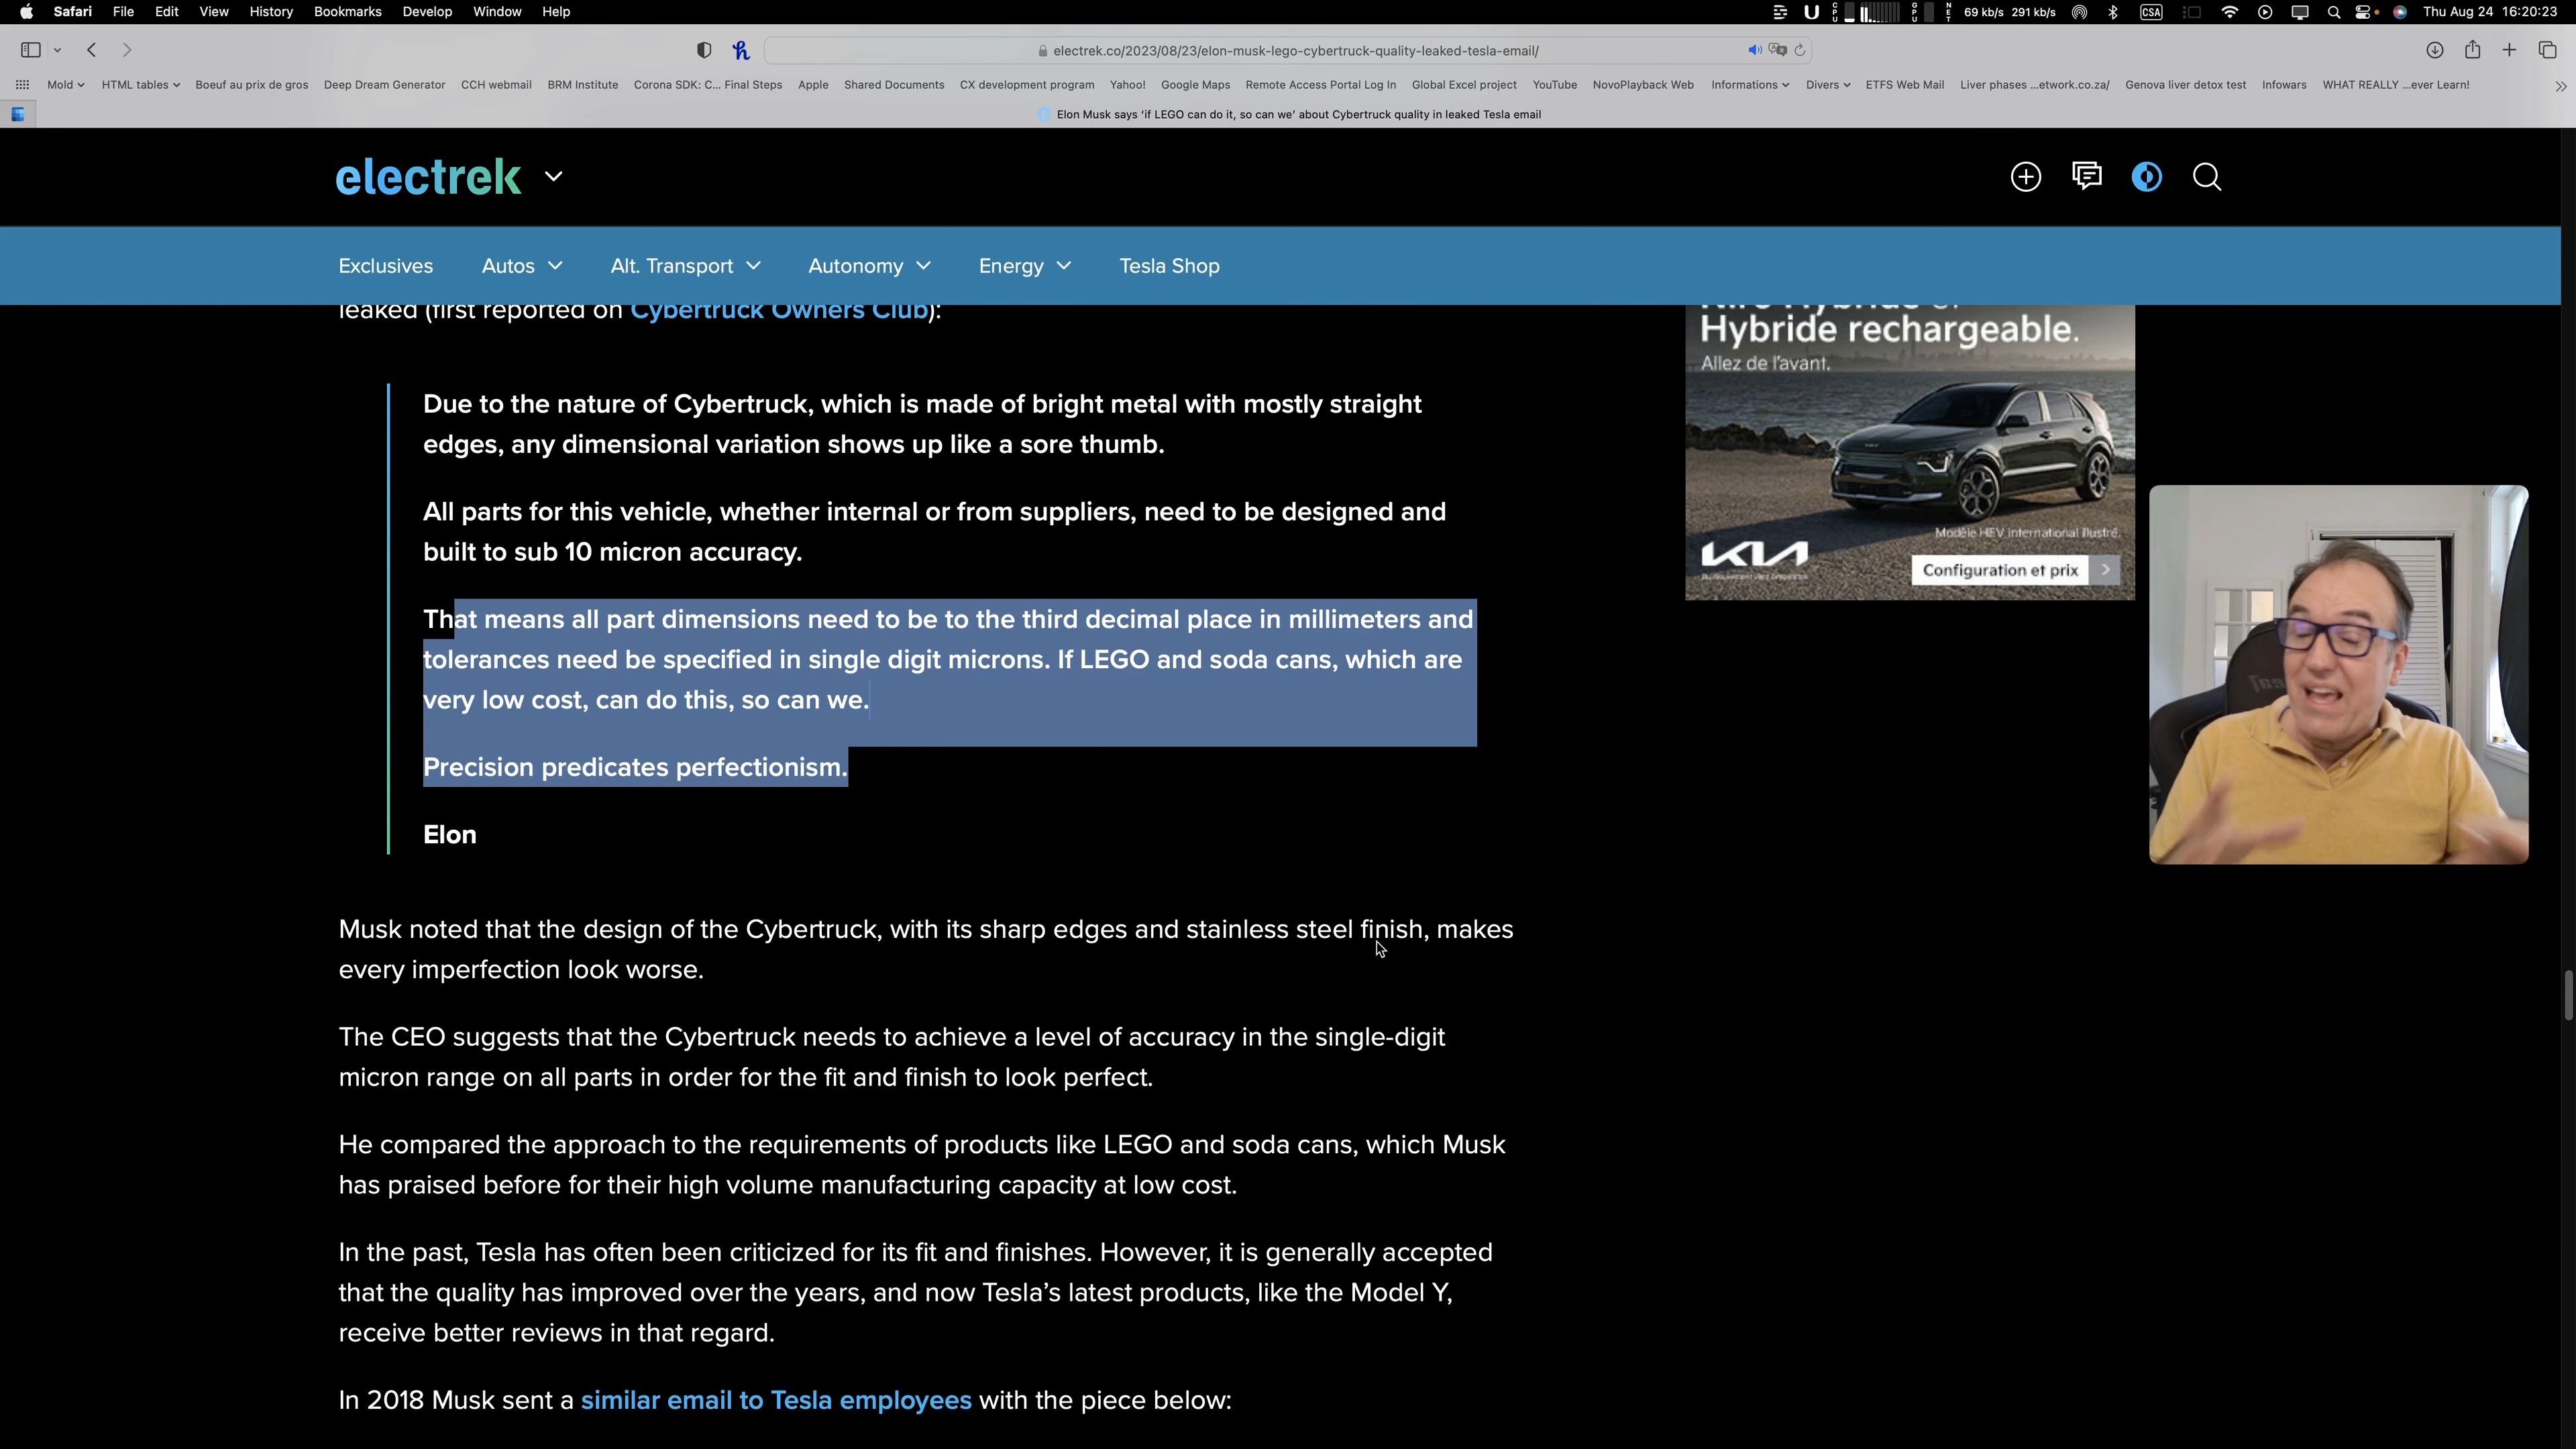 Safari File Edit View History Bookmarks Develop Window Help
CPU GPU NET 69 kb/s 291 kb/s CSA Thu Aug 24 16:20:23
electrek.co/2023/08/23/elon-musk-lego-cybertruck-quality-leaked-tesla-email/
Mold HTML tables Boeuf au prix de gros Deep Dream Generator CCH webmail BRM Institute Corona SDK: C... Final Steps Apple Shared Documents CX development program Yahoo! Google Maps Remote Access Portal Log In Global Excel project YouTube NovoPlayback Web Informations Divers ETFS Web Mail Liver phases ...etwork.co.za/ Genova liver detox test Infowars WHAT REALLY ...ever Learn!
Elon Musk says ‘if LEGO can do it, so can we’ about Cybertruck quality in leaked Tesla email
electrek
Exclusives Autos Alt. Transport Autonomy Energy Tesla Shop
leaked (first reported on Cybertruck Owners Club):
Due to the nature of Cybertruck, which is made of bright metal with mostly straight
edges, any dimensional variation shows up like a sore thumb.
All parts for this vehicle, whether internal or from suppliers, need to be designed and
built to sub 10 micron accuracy.
That means all part dimensions need to be to the third decimal place in millimeters and
tolerances need be specified in single digit microns. If LEGO and soda cans, which are
very low cost, can do this, so can we.
Precision predicates perfectionism.
Elon
Musk noted that the design of the Cybertruck, with its sharp edges and stainless steel finish, makes
every imperfection look worse.
The CEO suggests that the Cybertruck needs to achieve a level of accuracy in the single-digit
micron range on all parts in order for the fit and finish to look perfect.
He compared the approach to the requirements of products like LEGO and soda cans, which Musk
has praised before for their high volume manufacturing capacity at low cost.
In the past, Tesla has often been criticized for its fit and finishes. However, it is generally accepted
that the quality has improved over the years, and now Tesla’s latest products, like the Model Y,
receive better reviews in that regard.
In 2018 Musk sent a similar email to Tesla employees with the piece below:
Niro Hybride et
Hybride rechargeable.
Allez de l’avant.
Modèle HEV international illustré.
KIA
Configuration et prix